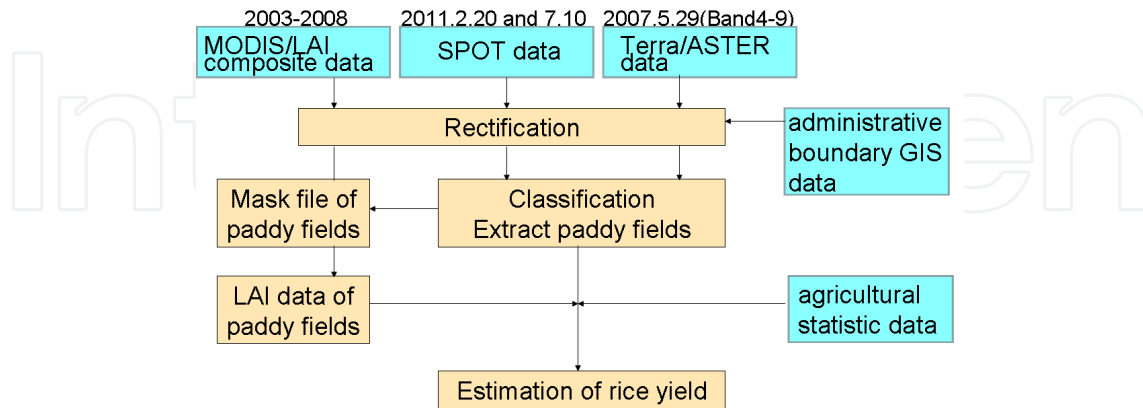 2003-2008
2011.2.20 and 7.10
2007.5.29(Band4-9)
MODIS/LAI
composite data
SPOT data
Terra/ASTER
data
Rectification
administrative
boundary GIS
data
Mask file of
paddy fields
Classification
Extract paddy fields
LAI data of
paddy fields
agricultural
statistic data
Estimation of rice yield